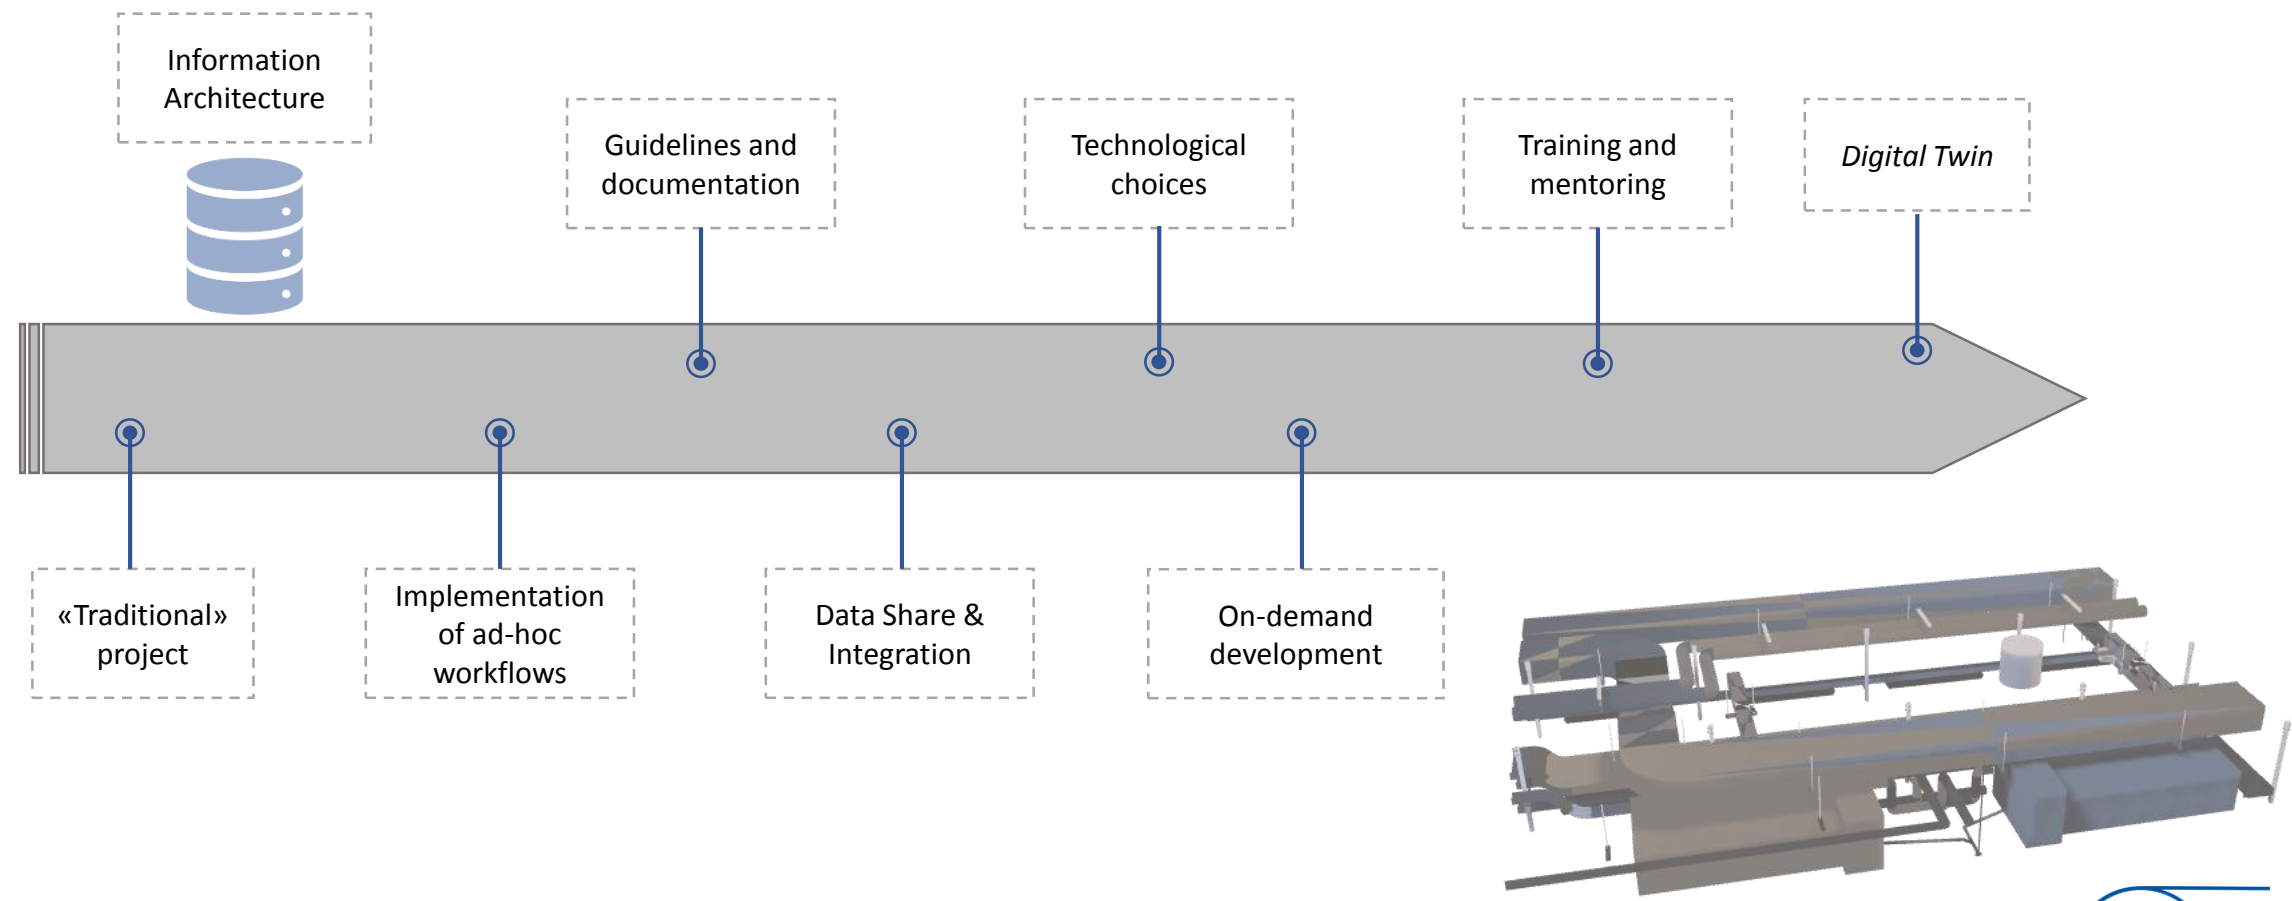 Information
Architecture
Guidelines and
documentation
Technological
choices
Training and
mentoring
Digital Twin
«Traditional»
project
Implementation
of ad-hoc
workflows
Data Share &
Integration
On-demand
development